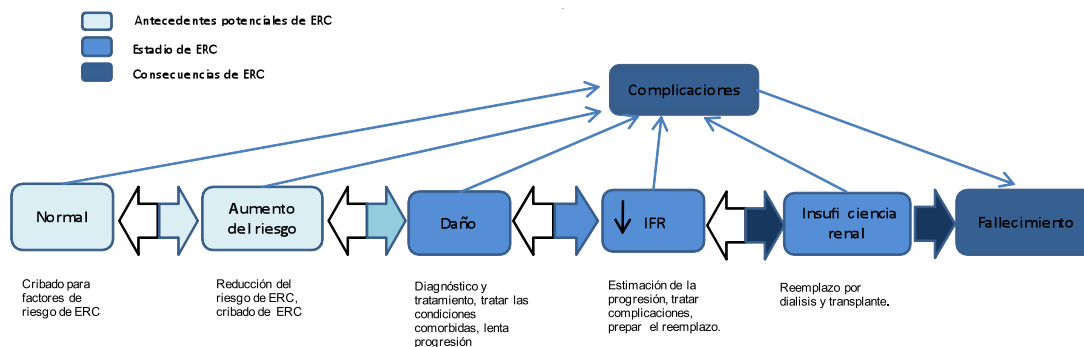 Antecedentes potenciales de ERC
Estadio de ERC
Consecuencias de ERC
Complicaciones
Normal
Aumento
del riesgo
Daño
IFR
Insufi ciencia
renal
Fallecimiento
Cribado para
factores de
riesgo de ERC
Reducción del
riesgo de ERC,
cribado de ERC
Diagnóstico y
tratamiento, tratar las
condiciones
comorbidas, lenta
progresión
Estimación de la
progresión, tratar
complicaciones,
prepar el reemplazo.
Reemplazo por
dialisis y transplante.